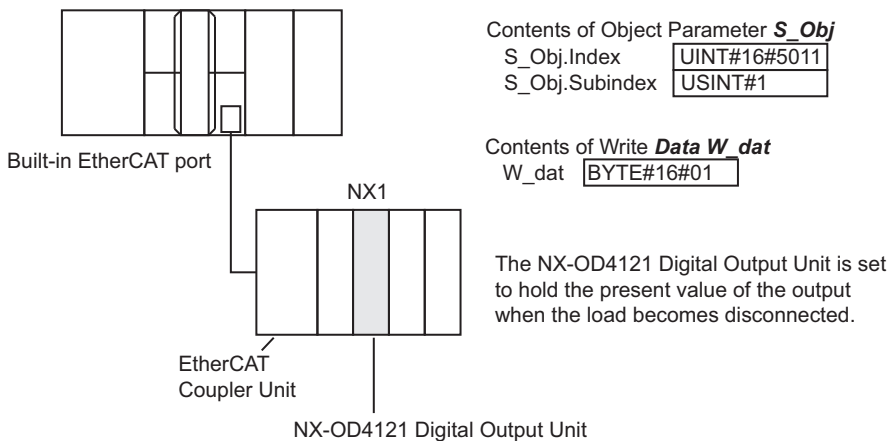 Contents of Object Parameter S_Obj
S_Obj.Index UINT#16#5011
S_Obj.Subindex USINT#1
Built-in EtherCAT port
Contents of Write Data W_dat
W_dat BYTE#16#01
NX1
The NX-OD4121 Digital Output Unit is set
to hold the present value of the output
when the load becomes disconnected.
EtherCAT
Coupler Unit
NX-OD4121 Digital Output Unit